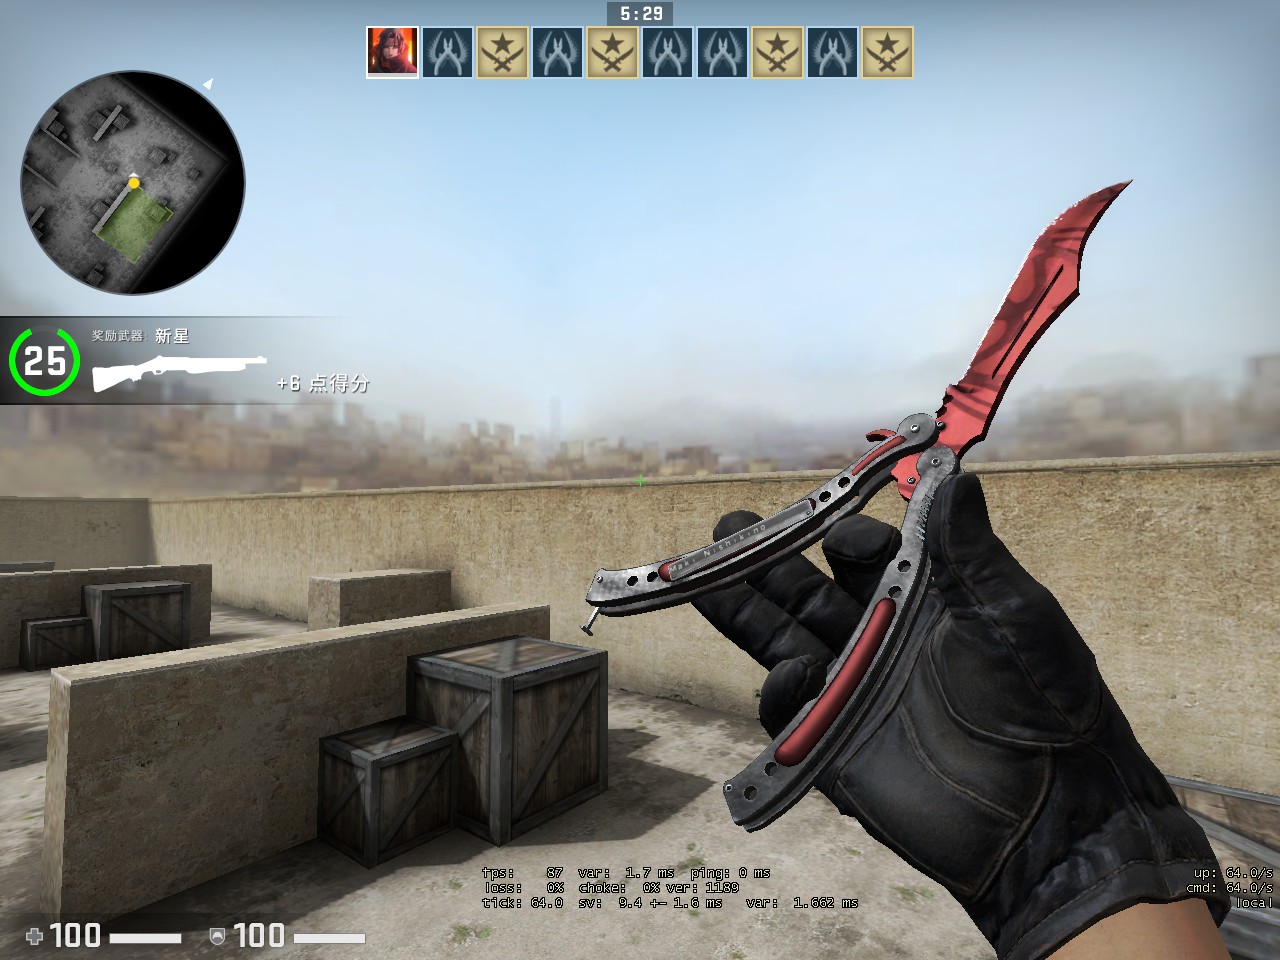 5:29
25
奖励武器: 新星
+6 点得分
Maki Nishikino
fps: 87 var: 1.7 ms ping: 0 ms
loss: 0% choke: 0% ver: 1189
tick: 64.0 sv: 9.4 +- 1.6 ms var: 1.662 ms
up: 64.0/s
cmd: 64.0/s
local
100 100